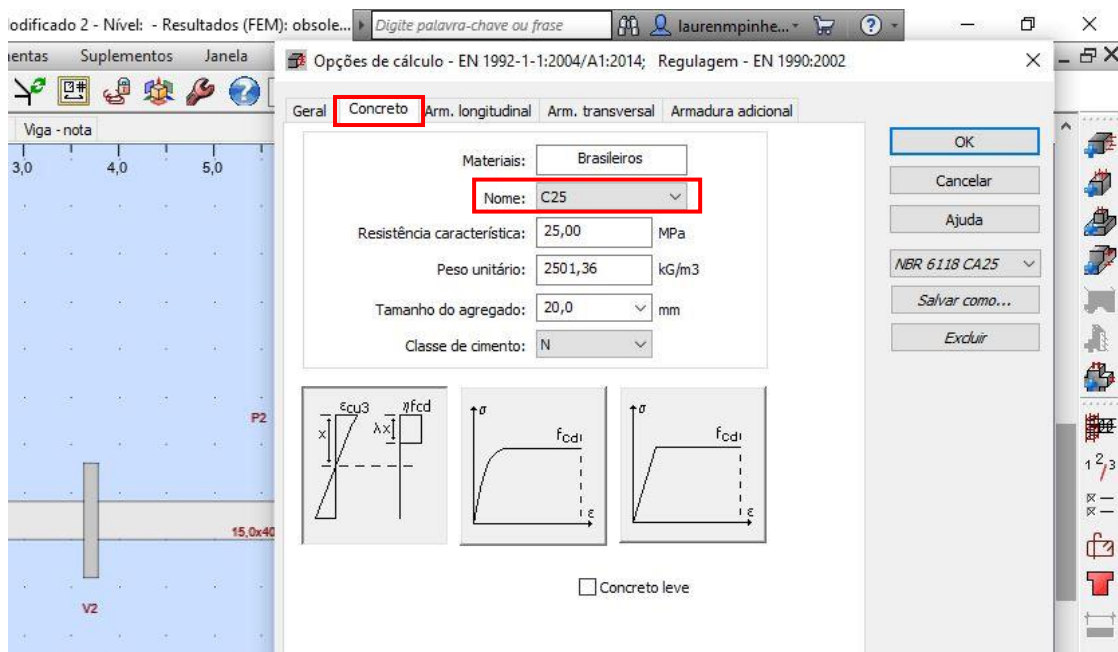 odificado 2 - Nível: - Resultados (FEM): obsole... Digite palavra-chave ou frase laurenmpinhe...
entas Suplementos Janela
Viga - nota
3,0 4,0 5,0
P2
15,0x40
V2
Opções de cálculo - EN 1992-1-1:2004/A1:2014; Regulagem - EN 1990:2002
Geral Concreto Arm. longitudinal Arm. transversal Armadura adicional
Materiais: Brasileiros
Nome: C25
Resistência característica: 25,00 MPa
Peso unitário: 2501,36 kG/m3
Tamanho do agregado: 20,0 mm
Classe de cimento: N
εcu3 ηfcd
x λx
σ
fcd
ε
σ
fcd
ε
Concreto leve
OK
Cancelar
Ajuda
NBR 6118 CA25
Salvar como...
Excluir
1 2/3